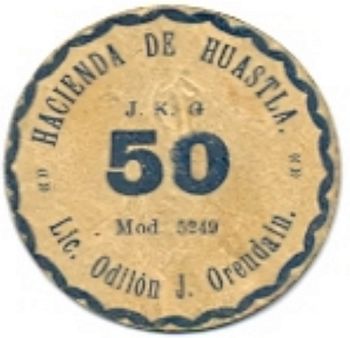 HACIENDA DE HUASTLA.
J. K. G
50
Mod 5249
Lic. Odilón J. Orendain.